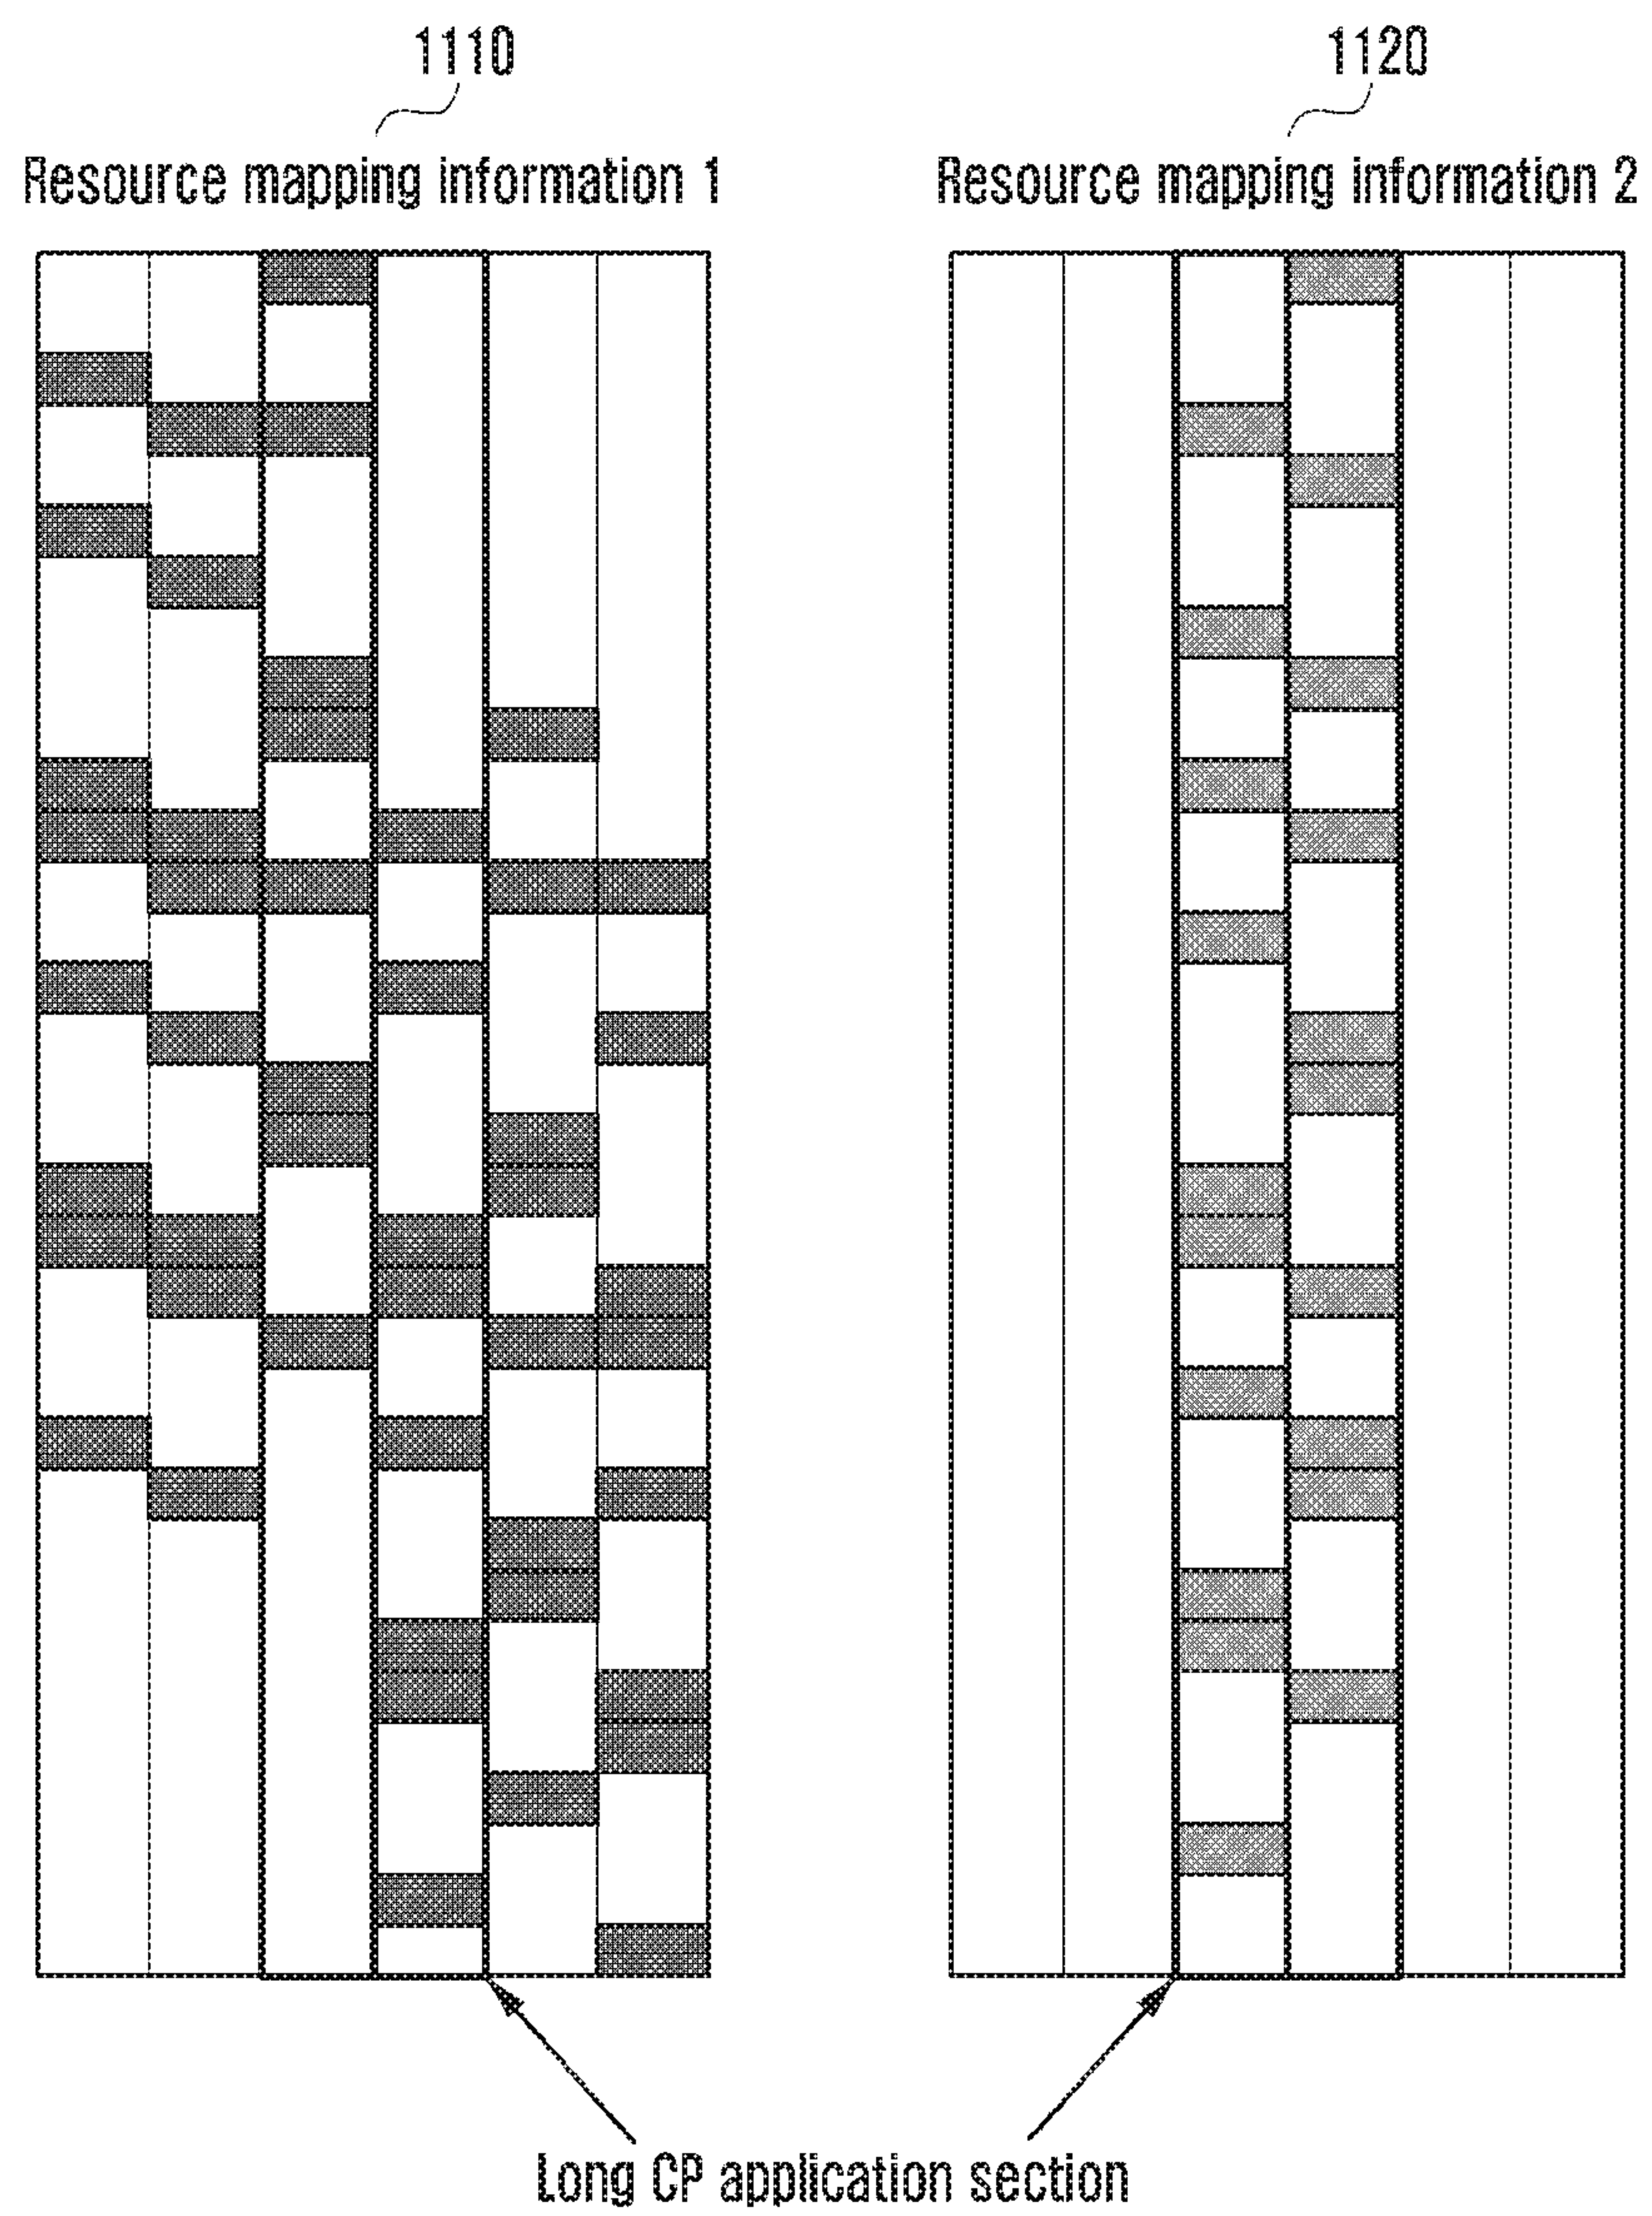 1110
1120
Resource mapping information 1
Resource mapping information 2
Long CP application section